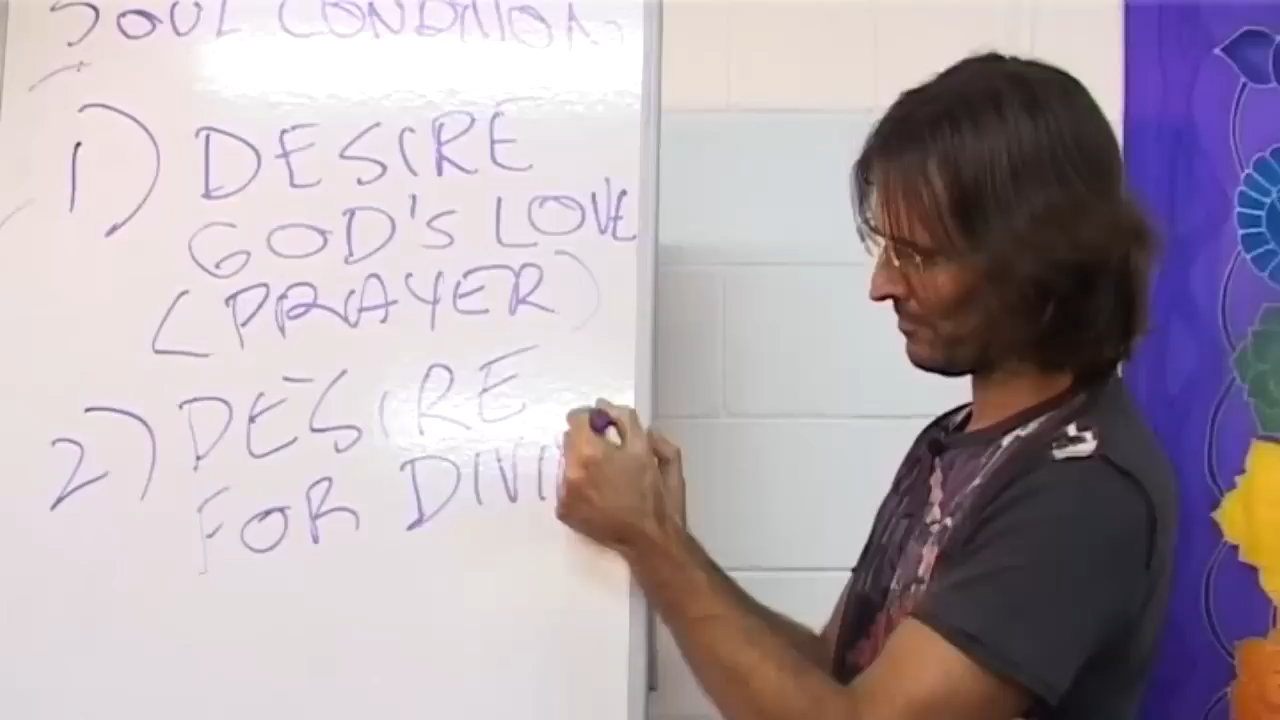 SOUL CONDITION
1) DESIRE
GOD'S LOVE
(PRAYER)
2) DESIRE
FOR DIVI